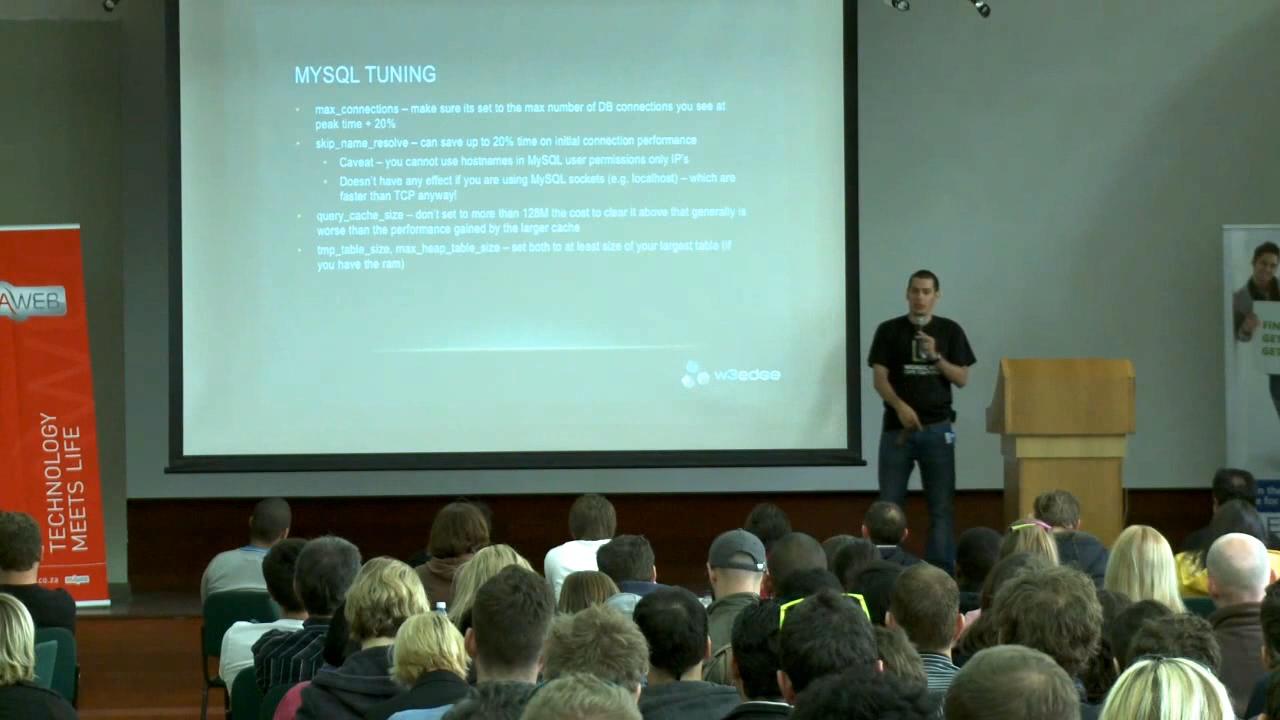 MYSQL TUNING
max_connections – make sure its set to the max number of DB connections you see at
peak time + 20%
skip_name_resolve – can save up to 20% time on initial connection performance
Caveat – you cannot use hostnames in MySQL user permissions only IP's
Doesn't have any effect if you are using MySQL sockets (e.g. localhost) – which are
faster than TCP anyway!
query_cache_size – don't set to more than 128M the cost to clear it above that generally is
worse than the performance gained by the larger cache
tmp_table_size, max_heap_table_size – set both to at least size of your largest table (if
you have the ram)
w3edge
AWEB
TECHNOLOGY
MEETS LIFE
.co.za